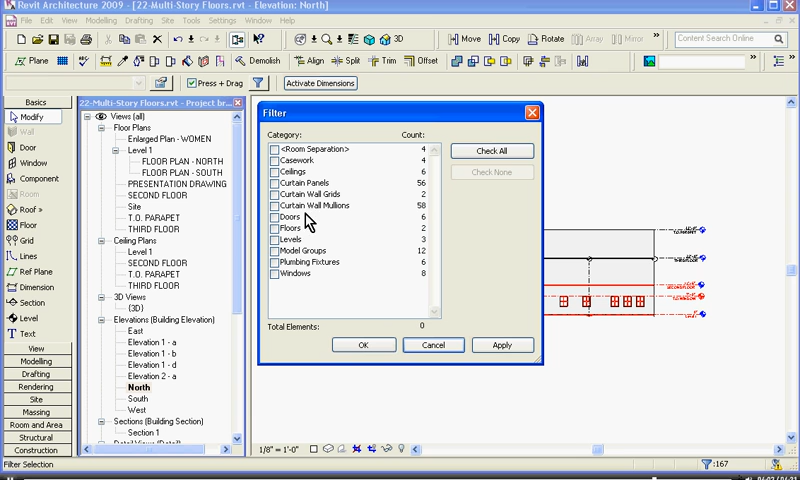 Revit Architecture 2009 - [22-Multi-Story Floors.rvt - Elevation: North]
File Edit View Modelling Drafting Site Tools Settings Window Help
3D Move Copy Rotate Array Mirror Content Search Online
Plane Demolish Align Split Trim Offset
Press + Drag Activate Dimensions
Basics
Modify
Wall
Door
Window
Component
Room
Roof »
Floor
Grid
Lines
Ref Plane
Dimension
Section
Level
Text
View
Modelling
Drafting
Rendering
Site
Massing
Room and Area
Structural
Construction
22-Multi-Story Floors.rvt - Project br...
Views (all)
Floor Plans
Enlarged Plan - WOMEN
Level 1
FLOOR PLAN - NORTH
FLOOR PLAN - SOUTH
PRESENTATION DRAWING
SECOND FLOOR
Site
T.O. PARAPET
THIRD FLOOR
Ceiling Plans
Level 1
SECOND FLOOR
T.O. PARAPET
THIRD FLOOR
3D Views
{3D}
Elevations (Building Elevation)
East
Elevation 1 - a
Elevation 1 - b
Elevation 1 - d
Elevation 2 - a
North
South
West
Sections (Building Section)
Section 1
Filter
Category: Count:
<Room Separation> 4
Casework 4
Ceilings 6
Curtain Panels 56
Curtain Wall Grids 2
Curtain Wall Mullions 58
Doors 6
Floors 2
Levels 3
Model Groups 12
Plumbing Fixtures 6
Windows 8
Total Elements: 0
Check All
Check None
OK Cancel Apply
1/8" = 1'-0"
Filter Selection
:167